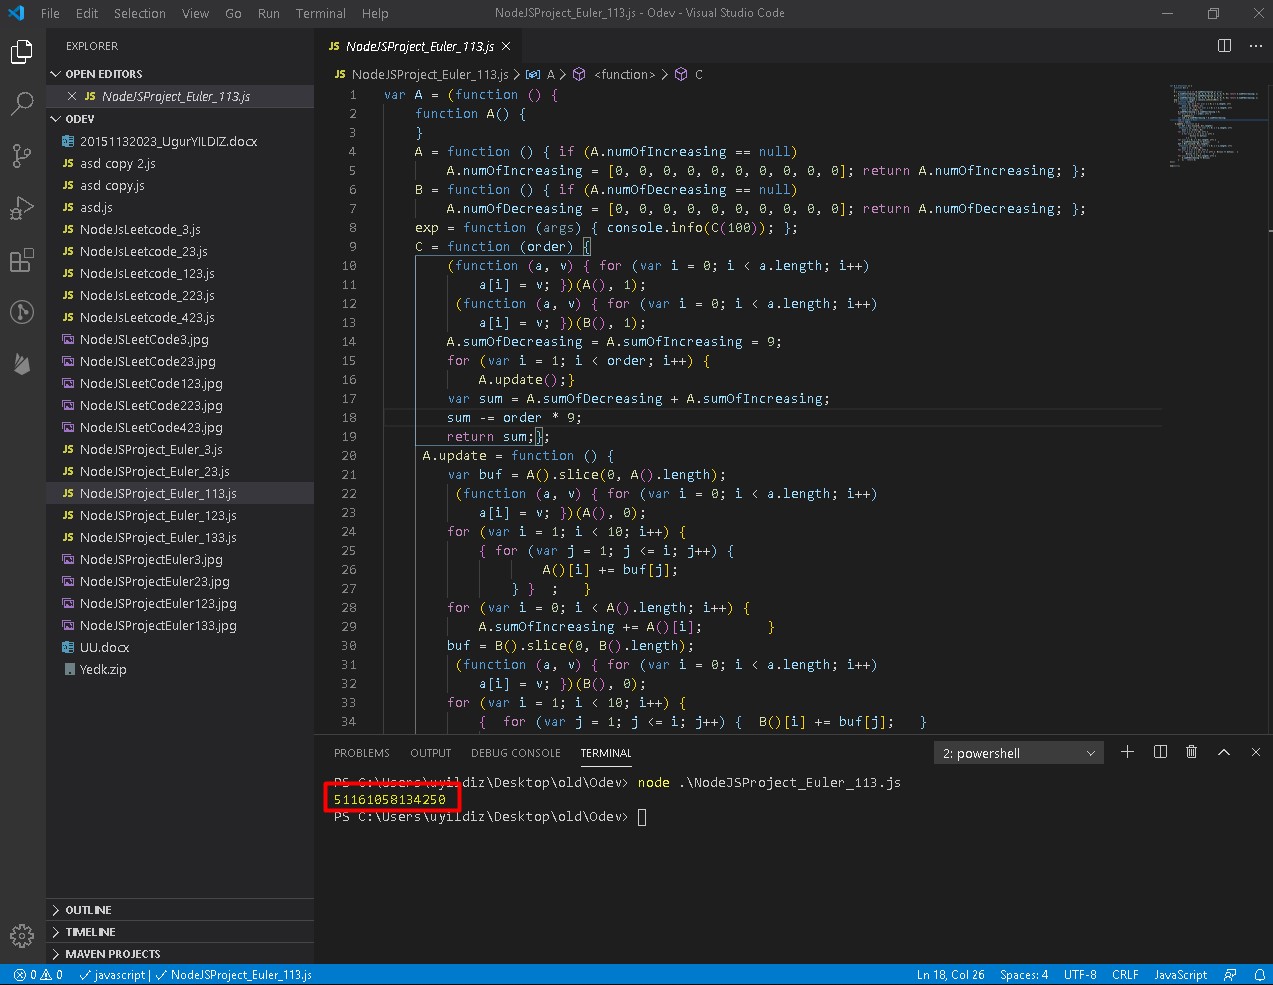 File Edit Selection View Go Run Terminal Help NodeJSProject_Euler_113.js - Odev - Visual Studio Code
EXPLORER
OPEN EDITORS
JS NodeJSProject_Euler_113.js
ODEV
20151132023_UgurYILDIZ.docx
JS asd copy 2.js
JS asd copy.js
JS asd.js
JS NodeJsLeetcode_3.js
JS NodeJsLeetcode_23.js
JS NodeJsLeetcode_123.js
JS NodeJsLeetcode_223.js
JS NodeJsLeetcode_423.js
NodeJSLeetCode3.jpg
NodeJSLeetCode23.jpg
NodeJSLeetCode123.jpg
NodeJSLeetCode223.jpg
NodeJSLeetCode423.jpg
JS NodeJSProject_Euler_3.js
JS NodeJSProject_Euler_23.js
JS NodeJSProject_Euler_113.js
JS NodeJSProject_Euler_123.js
JS NodeJSProject_Euler_133.js
NodeJSProjectEuler3.jpg
NodeJSProjectEuler23.jpg
NodeJSProjectEuler123.jpg
NodeJSProjectEuler133.jpg
UU.docx
Yedk.zip
OUTLINE
TIMELINE
MAVEN PROJECTS
JS NodeJSProject_Euler_113.js
JS NodeJSProject_Euler_113.js > A > <function> > C
1 var A = (function () {
2 function A() {
3 }
4 A = function () { if (A.numOfIncreasing == null)
5 A.numOfIncreasing = [0, 0, 0, 0, 0, 0, 0, 0, 0, 0]; return A.numOfIncreasing; };
6 B = function () { if (A.numOfDecreasing == null)
7 A.numOfDecreasing = [0, 0, 0, 0, 0, 0, 0, 0, 0, 0]; return A.numOfDecreasing; };
8 exp = function (args) { console.info(C(100)); };
9 C = function (order) {
10 (function (a, v) { for (var i = 0; i < a.length; i++)
11 a[i] = v; })(A(), 1);
12 (function (a, v) { for (var i = 0; i < a.length; i++)
13 a[i] = v; })(B(), 1);
14 A.sumOfDecreasing = A.sumOfIncreasing = 9;
15 for (var i = 1; i < order; i++) {
16 A.update();}
17 var sum = A.sumOfDecreasing + A.sumOfIncreasing;
18 sum -= order * 9;
19 return sum;};
20 A.update = function () {
21 var buf = A().slice(0, A().length);
22 (function (a, v) { for (var i = 0; i < a.length; i++)
23 a[i] = v; })(A(), 0);
24 for (var i = 1; i < 10; i++) {
25 { for (var j = 1; j <= i; j++) {
26 A()[i] += buf[j];
27 } } ; }
28 for (var i = 0; i < A().length; i++) {
29 A.sumOfIncreasing += A()[i]; }
30 buf = B().slice(0, B().length);
31 (function (a, v) { for (var i = 0; i < a.length; i++)
32 a[i] = v; })(B(), 0);
33 for (var i = 1; i < 10; i++) {
34 { for (var j = 1; j <= i; j++) { B()[i] += buf[j]; }
PROBLEMS OUTPUT DEBUG CONSOLE TERMINAL 2: powershell
PS C:\Users\uyildiz\Desktop\old\Odev> node .\NodeJSProject_Euler_113.js
51161058134250
PS C:\Users\uyildiz\Desktop\old\Odev>
0 0 javascript | NodeJSProject_Euler_113.js Ln 18, Col 26 Spaces: 4 UTF-8 CRLF JavaScript